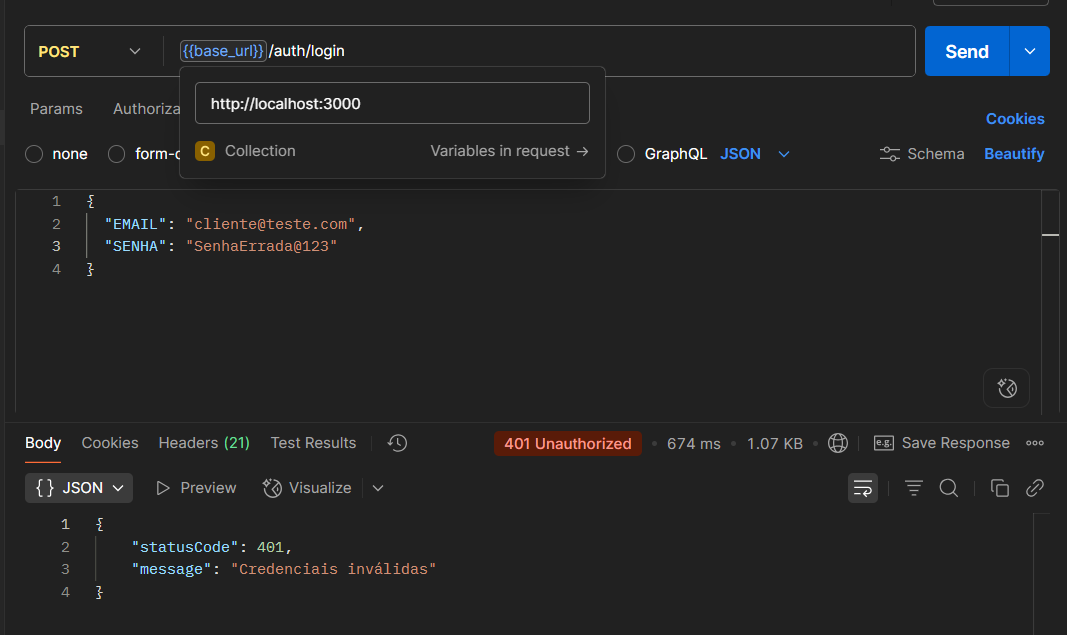 POST {{base_url}}/auth/login Send
http://localhost:3000
Params Authoriza Cookies
C Collection Variables in request →
none form-c GraphQL JSON Schema Beautify
1 {
2 "EMAIL": "cliente@teste.com",
3 "SENHA": "SenhaErrada@123"
4 }
Body Cookies Headers (21) Test Results 401 Unauthorized • 674 ms • 1.07 KB • e.g. Save Response
{} JSON Preview Visualize
1 {
2 "statusCode": 401,
3 "message": "Credenciais inválidas"
4 }